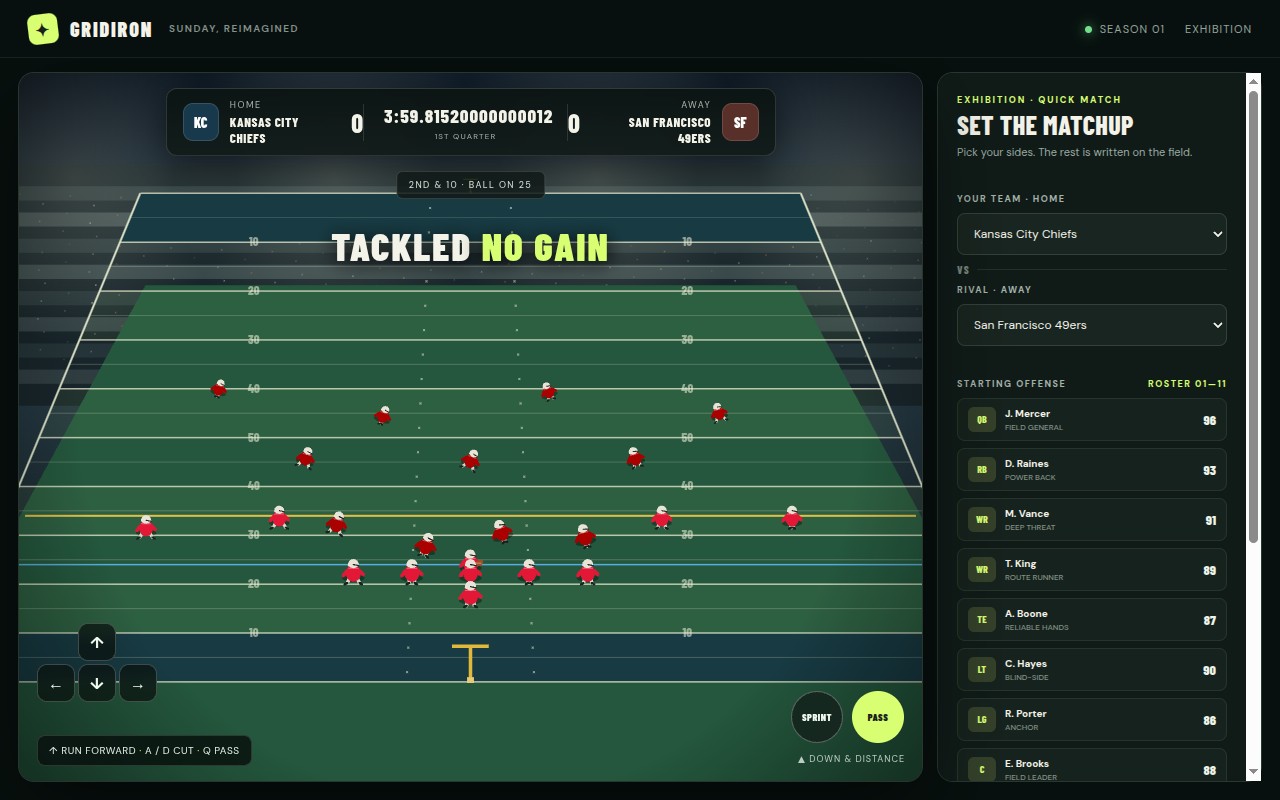 GRIDIRON
SUNDAY, REIMAGINED
SEASON 01
EXHIBITION
KC
HOME
KANSAS CITY
CHIEFS
0
3:59.81520000000012
1ST QUARTER
0
AWAY
SAN FRANCISCO
49ERS
SF
2ND & 10 · BALL ON 25
TACKLED NO GAIN
10 10
20 20
30 30
40 40
50 50
40 40
30 30
20 20
10 10
↑
← ↓ →
↑ RUN FORWARD · A / D CUT · Q PASS
SPRINT
PASS
▲ DOWN & DISTANCE
EXHIBITION · QUICK MATCH
SET THE MATCHUP
Pick your sides. The rest is written on the field.
YOUR TEAM · HOME
Kansas City Chiefs
VS
RIVAL · AWAY
San Francisco 49ers
STARTING OFFENSE
ROSTER 01—11
QB
J. Mercer
FIELD GENERAL
96
RB
D. Raines
POWER BACK
93
WR
M. Vance
DEEP THREAT
91
WR
T. King
ROUTE RUNNER
89
TE
A. Boone
RELIABLE HANDS
87
LT
C. Hayes
BLIND-SIDE
90
LG
R. Porter
ANCHOR
86
C
E. Brooks
FIELD LEADER
88